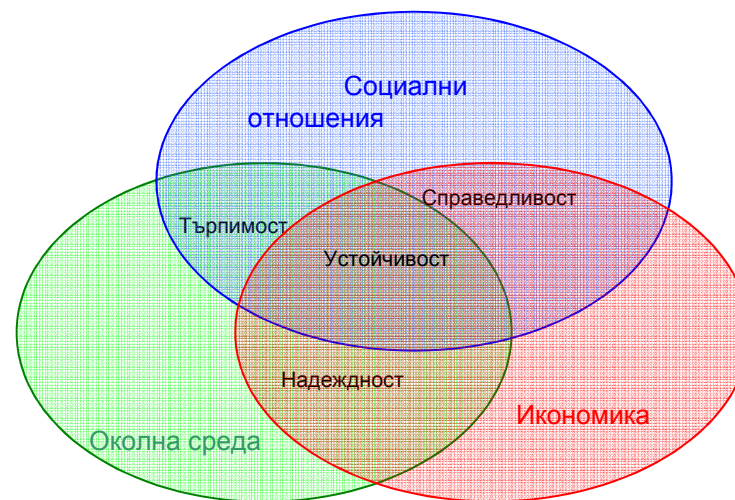 Социални
отношения
Справедливост
Търпимост
Устойчивост
Надеждност
Икономика
Околна среда